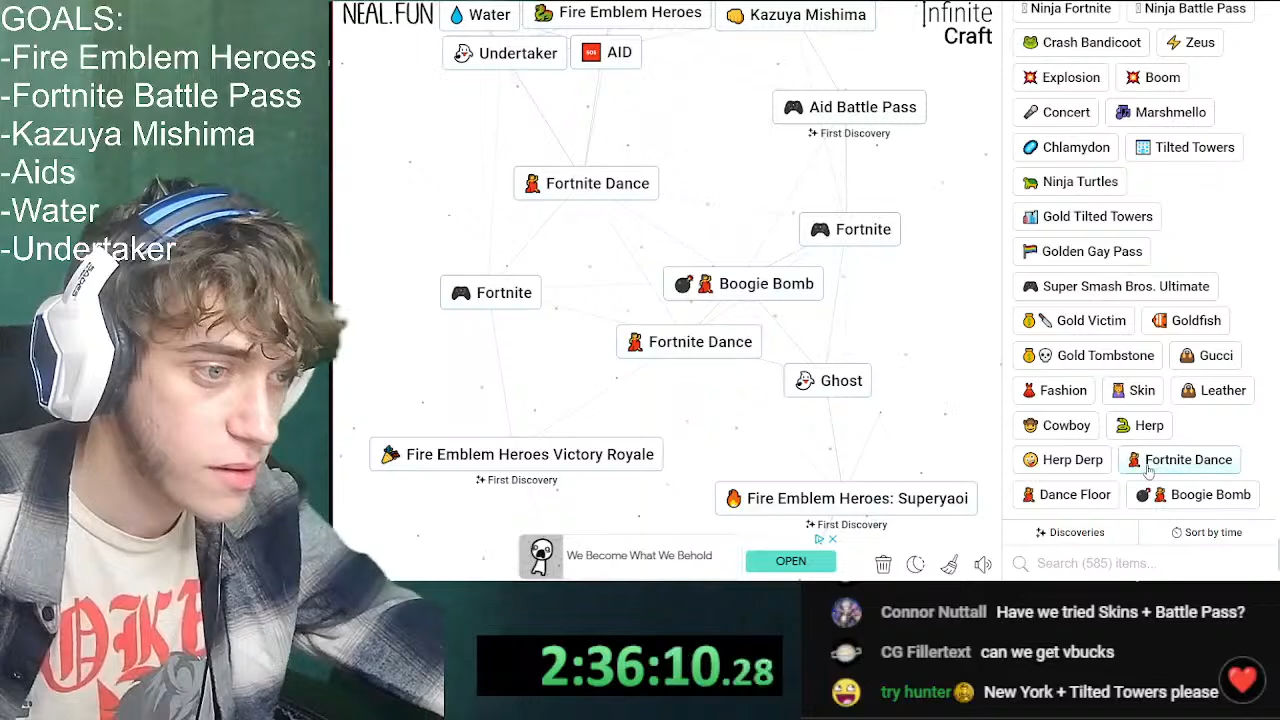 GOALS:
-Fire Emblem Heroes
-Fortnite Battle Pass
-Kazuya Mishima
-Aids
-Water
-Undertaker
NEAL.FUN
Water
Fire Emblem Heroes
Kazuya Mishima
Infinite
Craft
Undertaker
SOS AID
Aid Battle Pass
First Discovery
Fortnite Dance
Fortnite
Boogie Bomb
Fortnite
Fortnite Dance
Ghost
Fire Emblem Heroes Victory Royale
First Discovery
Fire Emblem Heroes: Superyaoi
First Discovery
We Become What We Behold
OPEN
Ninja Fortnite
Ninja Battle Pass
Crash Bandicoot
Zeus
Explosion
Boom
Concert
Marshmello
Chlamydon
Tilted Towers
Ninja Turtles
Gold Tilted Towers
Golden Gay Pass
Super Smash Bros. Ultimate
Gold Victim
Goldfish
Gold Tombstone
Gucci
Fashion
Skin
Leather
Cowboy
Herp
Herp Derp
Fortnite Dance
Dance Floor
Boogie Bomb
Discoveries
Sort by time
Search (585) items...
2:36:10.28
Connor Nuttall Have we tried Skins + Battle Pass?
CG Fillertext can we get vbucks
try hunter New York + Tilted Towers please